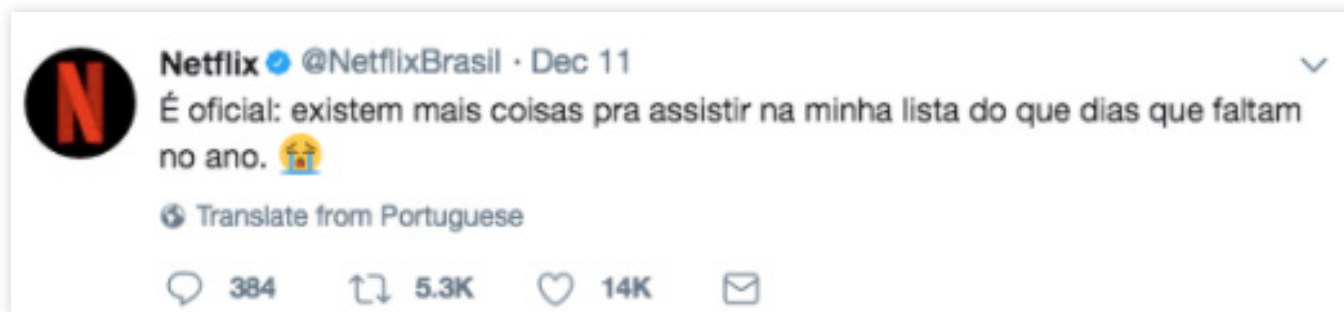 Netflix @NetflixBrasil · Dec 11
É oficial: existem mais coisas pra assistir na minha lista do que dias que faltam
no ano. 😭
Translate from Portuguese
384 5.3K 14K